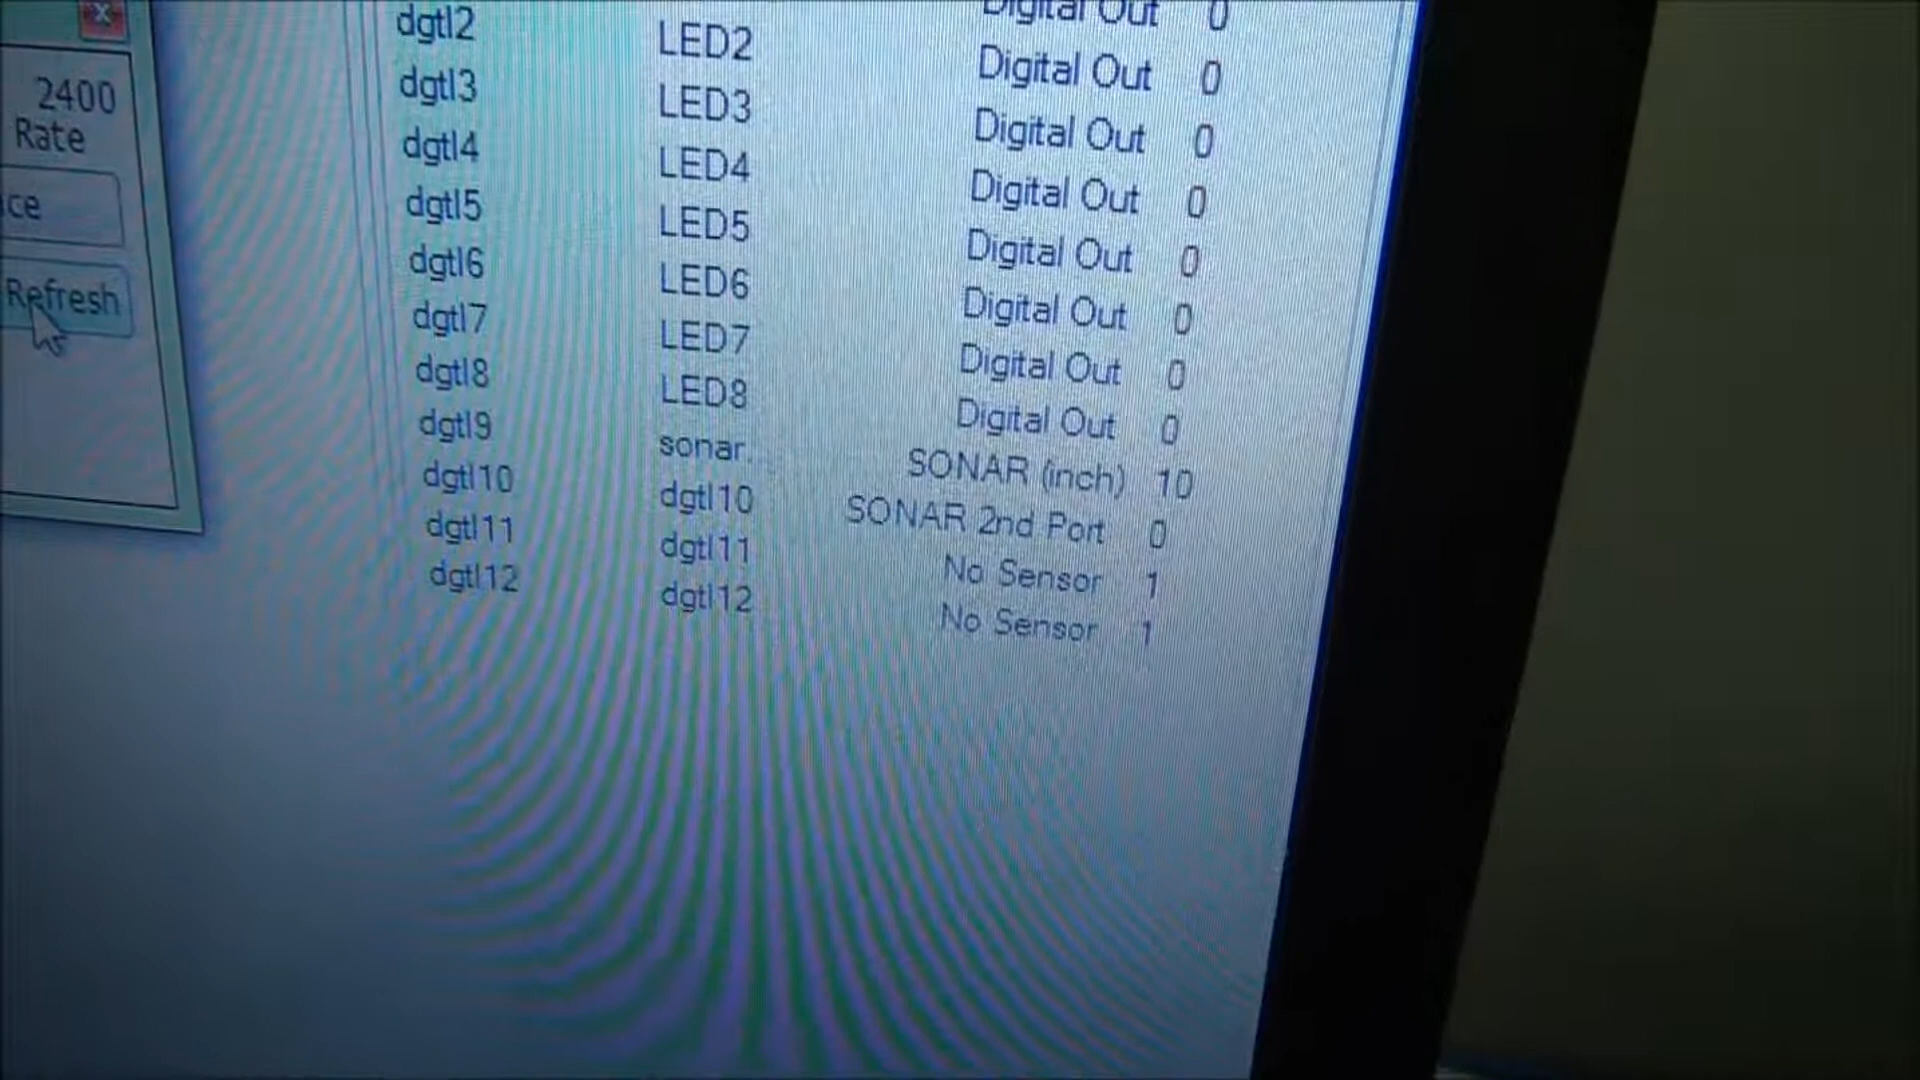 2400
Rate
ce
Refresh
Digital Out 0
dgtl2 LED2 Digital Out 0
dgtl3 LED3 Digital Out 0
dgtl4 LED4 Digital Out 0
dgtl5 LED5 Digital Out 0
dgtl6 LED6 Digital Out 0
dgtl7 LED7 Digital Out 0
dgtl8 LED8 Digital Out 0
dgtl9 sonar. SONAR (inch) 10
dgtl10 dgtl10 SONAR 2nd Port 0
dgtl11 dgtl11 No Sensor 1
dgtl12 dgtl12 No Sensor 1